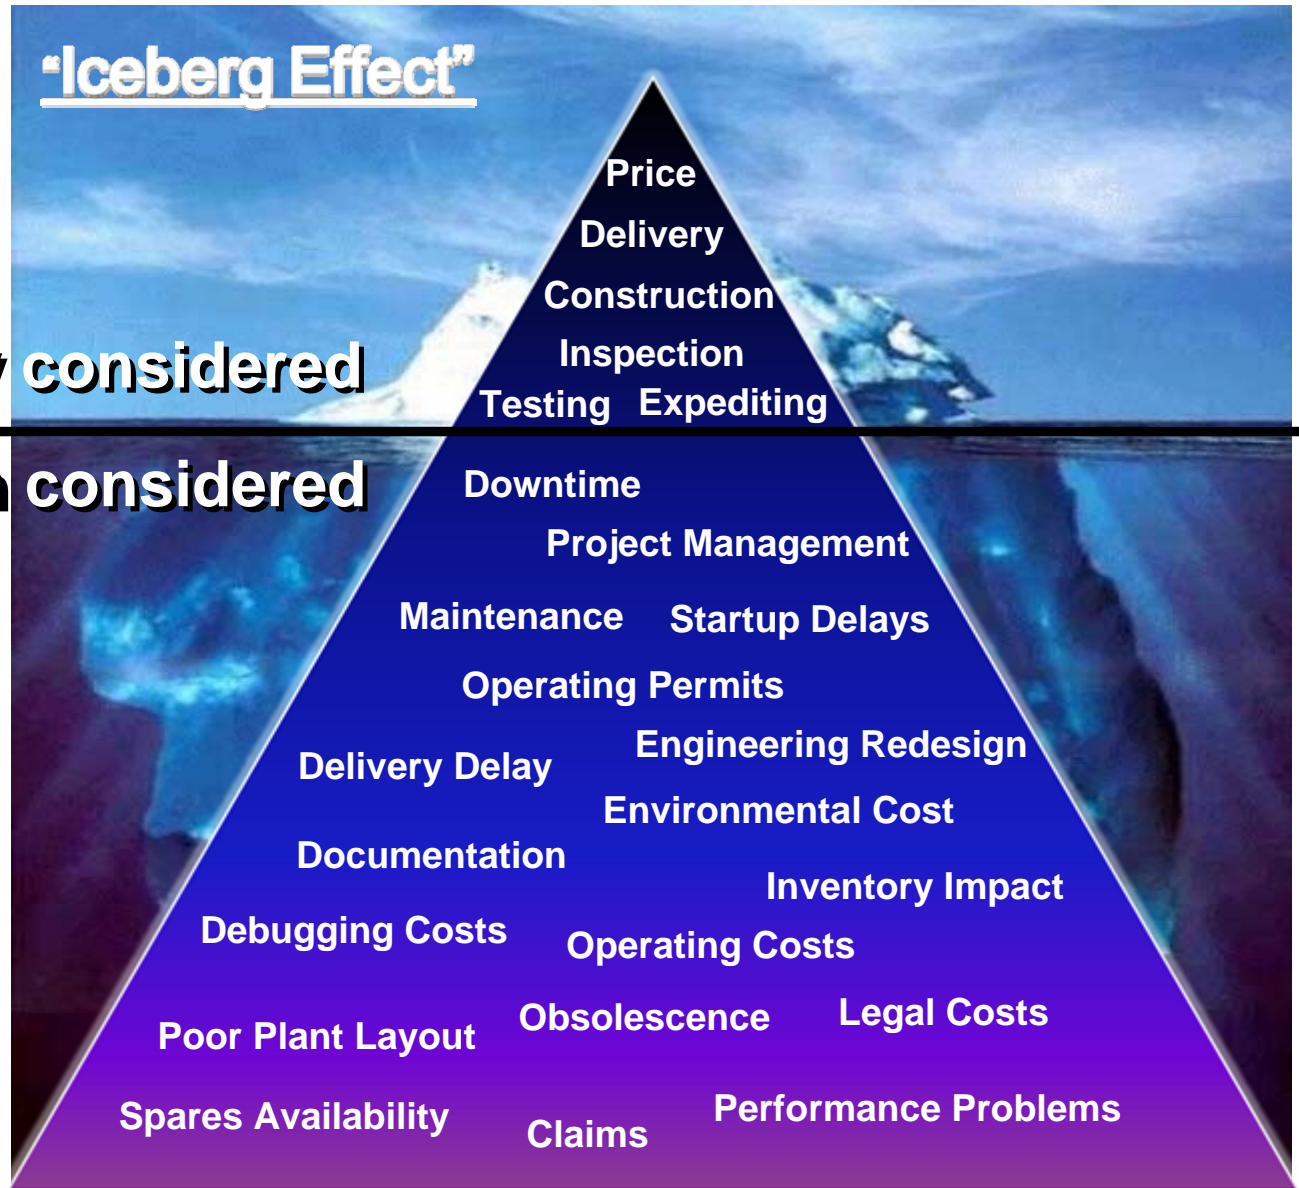 “Iceberg Effect”
Price
Delivery
Construction
Inspection
Testing Expediting
y considered
n considered
Downtime
Project Management
Maintenance Startup Delays
Operating Permits
Engineering Redesign
Delivery Delay
Environmental Cost
Documentation
Inventory Impact
Debugging Costs
Operating Costs
Obsolescence Legal Costs
Poor Plant Layout
Performance Problems
Spares Availability
Claims